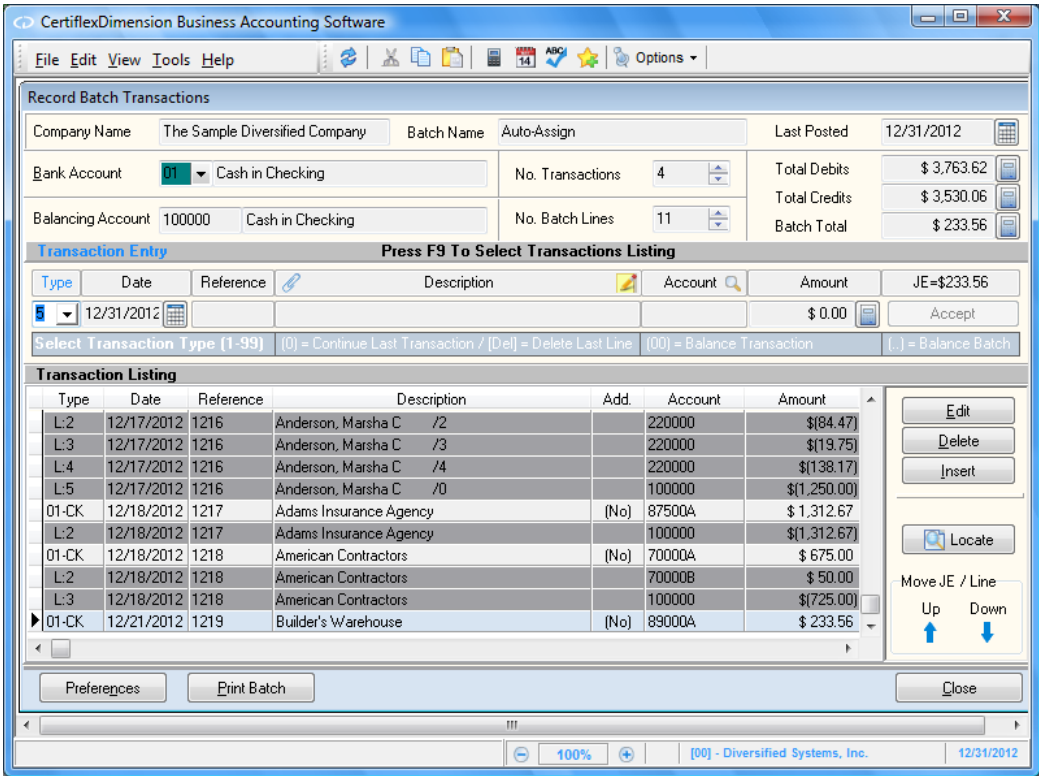 CertiflexDimension Business Accounting Software
File Edit View Tools Help 14 ABC Options
Record Batch Transactions
Company Name The Sample Diversified Company Batch Name Auto-Assign Last Posted 12/31/2012
Bank Account 01 Cash in Checking No. Transactions 4 Total Debits $ 3,763.62
Total Credits $ 3,530.06
Balancing Account 100000 Cash in Checking No. Batch Lines 11 Batch Total $ 233.56
Transaction Entry Press F9 To Select Transactions Listing
Type Date Reference Description Account Amount JE=$233.56
5 12/31/2012 $ 0.00 Accept
Select Transaction Type (1-99) (0) = Continue Last Transaction / [Del] = Delete Last Line (00) = Balance Transaction (..) = Balance Batch
Transaction Listing
Type Date Reference Description Add. Account Amount
L:2 12/17/2012 1216 Anderson, Marsha C /2 220000 $(84.47)
L:3 12/17/2012 1216 Anderson, Marsha C /3 220000 $(19.75)
L:4 12/17/2012 1216 Anderson, Marsha C /4 220000 $(138.17)
L:5 12/17/2012 1216 Anderson, Marsha C /0 100000 $(1,250.00)
01-CK 12/18/2012 1217 Adams Insurance Agency (No) 87500A $ 1,312.67
L:2 12/18/2012 1217 Adams Insurance Agency 100000 $(1,312.67)
01-CK 12/18/2012 1218 American Contractors (No) 70000A $ 675.00
L:2 12/18/2012 1218 American Contractors 70000B $ 50.00
L:3 12/18/2012 1218 American Contractors 100000 $(725.00)
01-CK 12/21/2012 1219 Builder's Warehouse (No) 89000A $ 233.56
Edit
Delete
Insert
Locate
Move JE / Line
Up Down
Preferences Print Batch Close
100% [00] - Diversified Systems, Inc. 12/31/2012